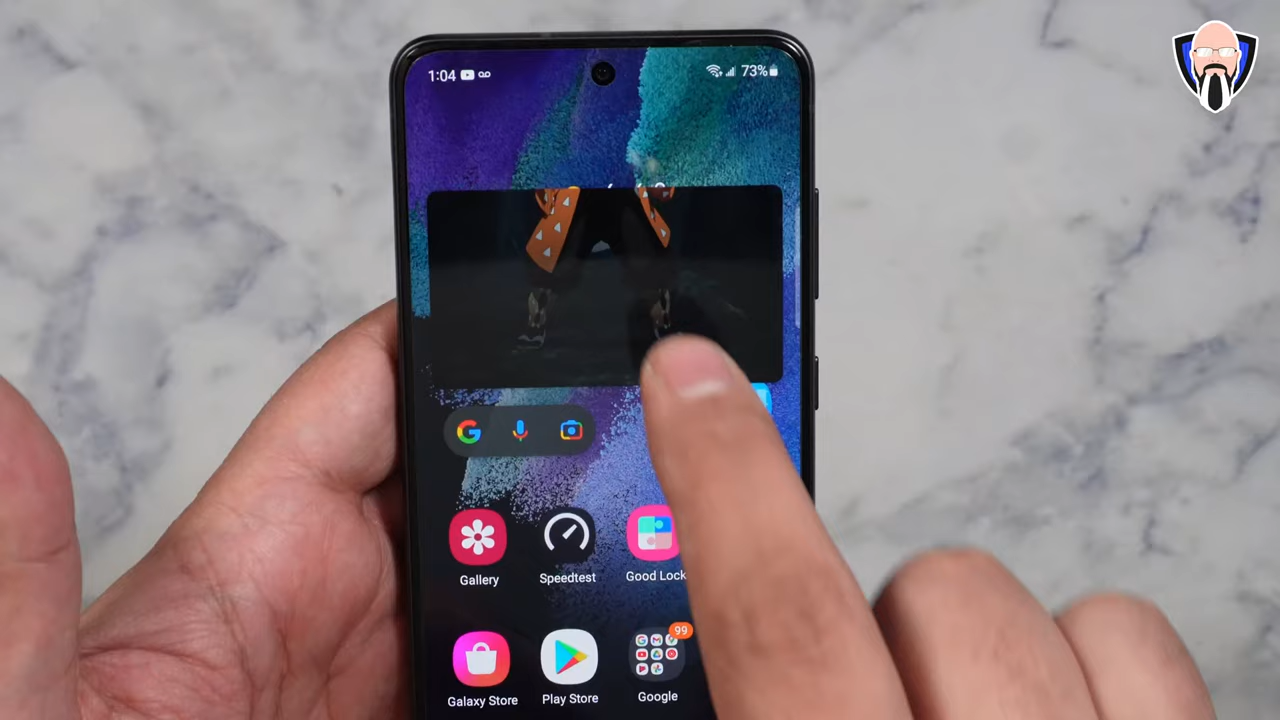 1:04
73%
Gallery
Speedtest
Good Lock
99
Galaxy Store
Play Store
Google